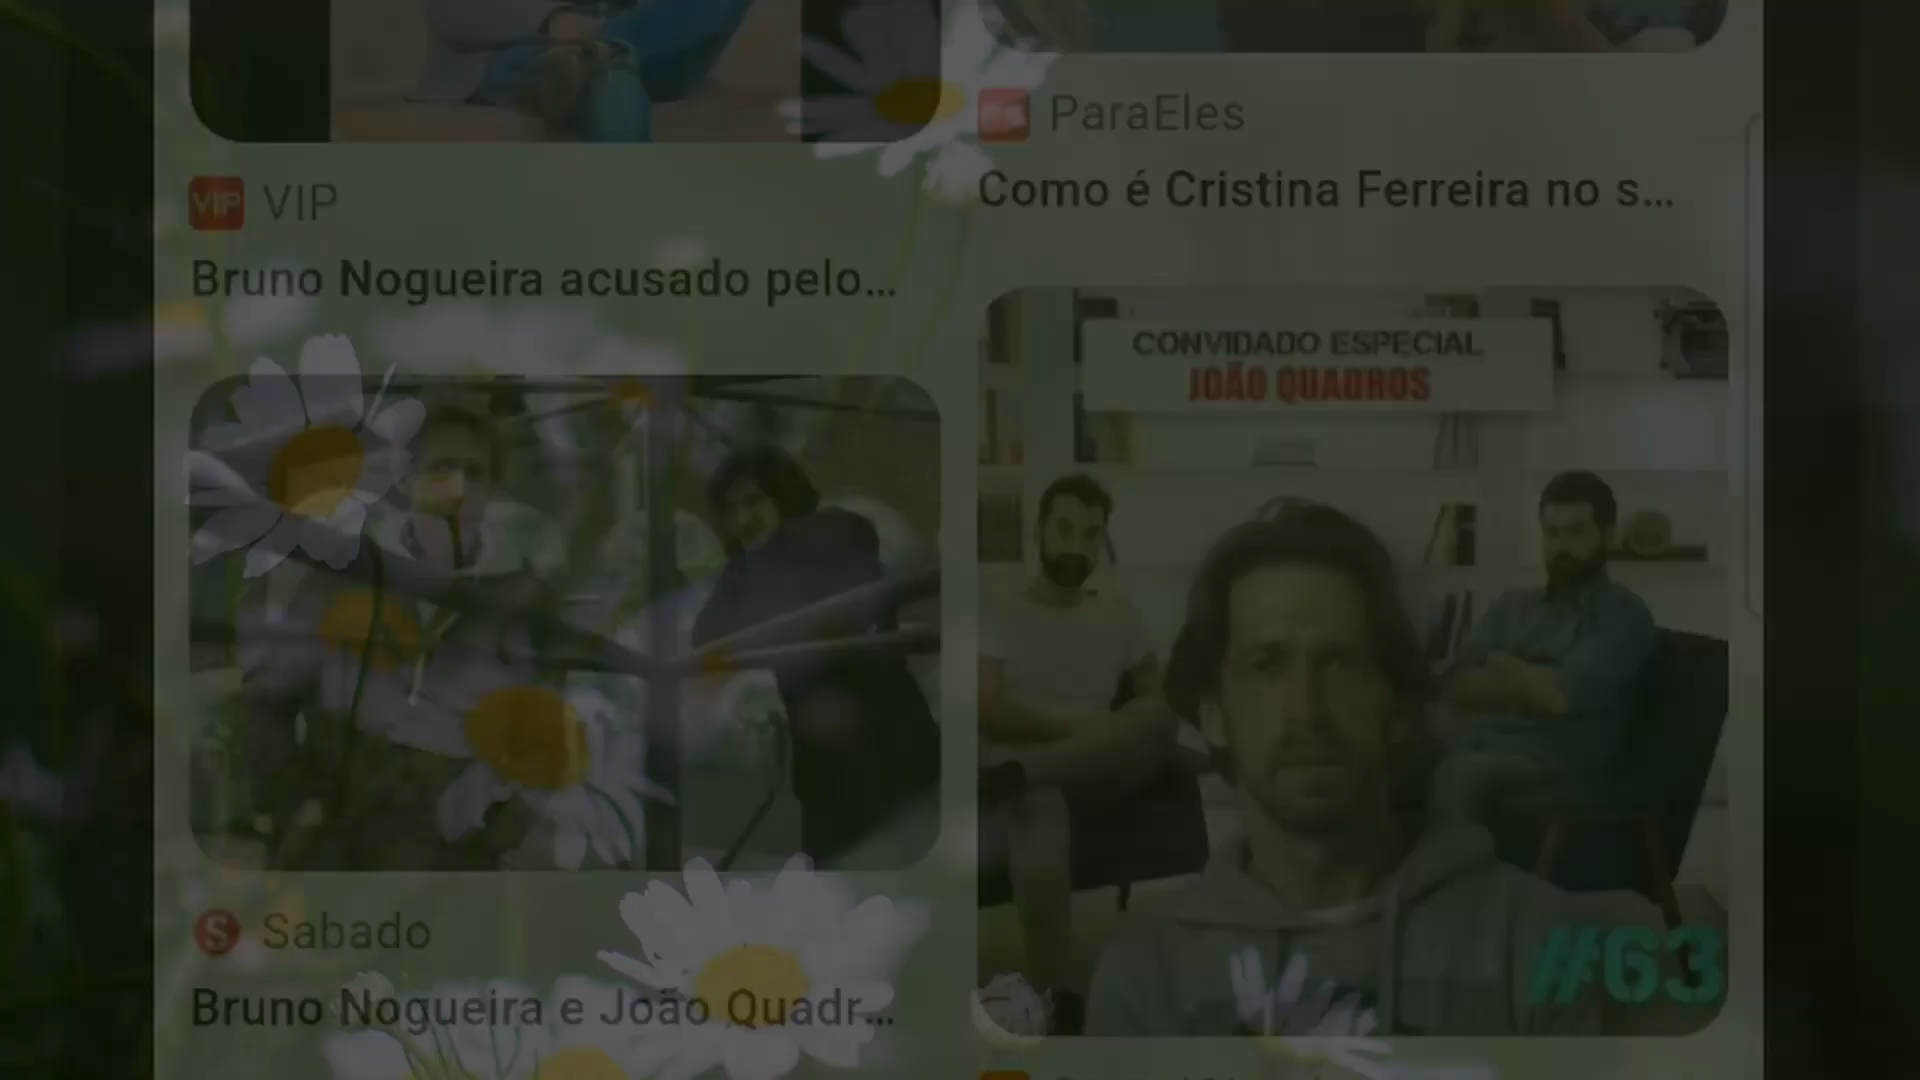 VIP VIP
Bruno Nogueira acusado pelo...
Sabado
Bruno Nogueira e João Quadr...
ParaEles
Como é Cristina Ferreira no s...
CONVIDADO ESPECIAL
JOÃO QUADROS
#63